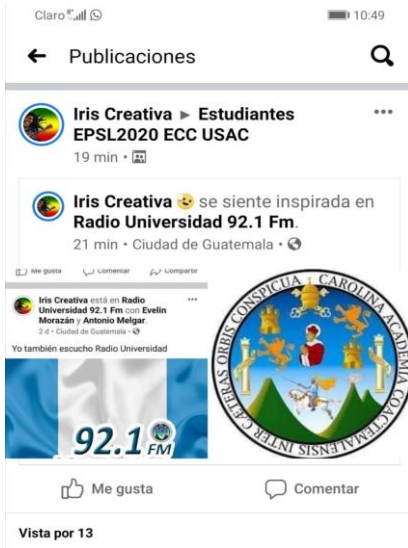 Claro 10:49
Publicaciones
Iris Creativa ▸ Estudiantes
EPSL2020 ECC USAC
19 min •
Iris Creativa 😉 se siente inspirada en
Radio Universidad 92.1 Fm.
21 min • Ciudad de Guatemala •
Me gusta Comentar Compartir
Iris Creativa está en Radio
Universidad 92.1 Fm con Evelin
Morazán y Antonio Melgar.
2 d • Ciudad de Guatemala •
Yo también escucho Radio Universidad
92.1 FM
CAROLINA ACADEMIA COACTEMALENSIS INTER CÆTERAS ORBIS CONSPICUA
Me gusta Comentar
Vista por 13